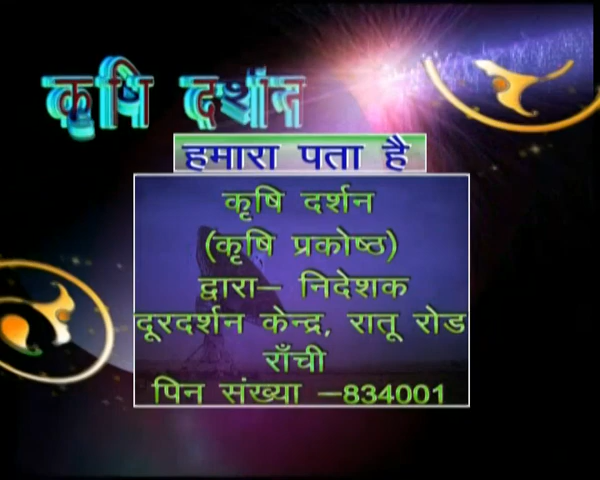 कृषि दर्शन
हमारा पता है
कृषि दर्शन
(कृषि प्रकोष्ठ)
द्वारा– निदेशक
दूरदर्शन केन्द्र, रातू रोड
राँची
पिन संख्या –834001